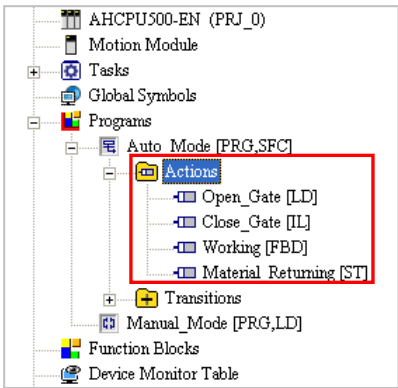 AHCPU500-EN (PRJ_0)
Motion Module
Tasks
Global Symbols
Programs
Auto_Mode [PRG,SFC]
Actions
Open_Gate [LD]
Close_Gate [IL]
Working [FBD]
Material_Returning [ST]
Transitions
Manual_Mode [PRG,LD]
Function Blocks
Device Monitor Table